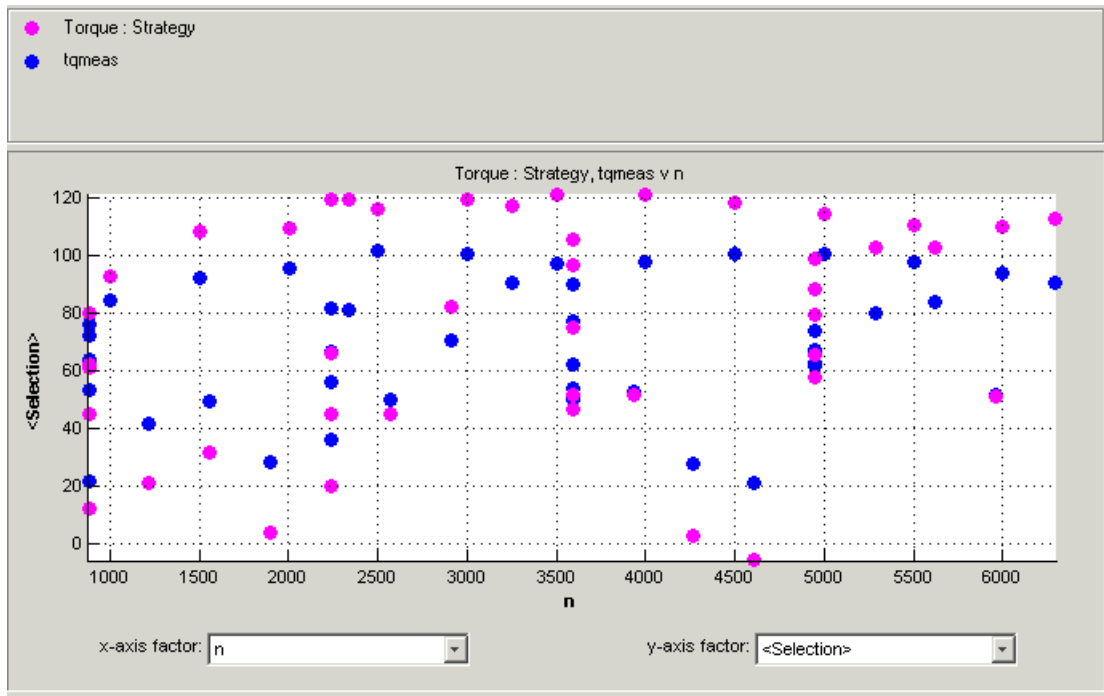 Torque : Strategy
tqmeas
Torque : Strategy, tqmeas v n
120
100
80
60
40
20
0
<Selection>
1000 1500 2000 2500 3000 3500 4000 4500 5000 5500 6000
n
x-axis factor: n y-axis factor: <Selection>